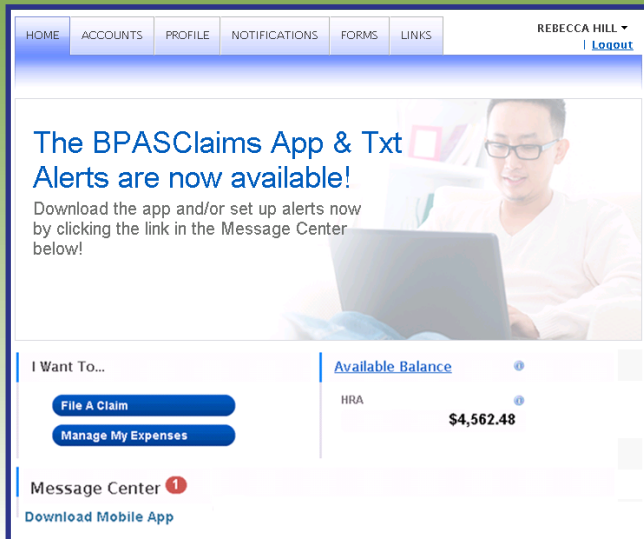 HOME ACCOUNTS PROFILE NOTIFICATIONS FORMS LINKS
REBECCA HILL
| Logout
The BPASClaims App & Txt
Alerts are now available!
Download the app and/or set up alerts now
by clicking the link in the Message Center
below!
I Want To...
File A Claim
Manage My Expenses
Available Balance
HRA
$4,562.48
Message Center 1
Download Mobile App